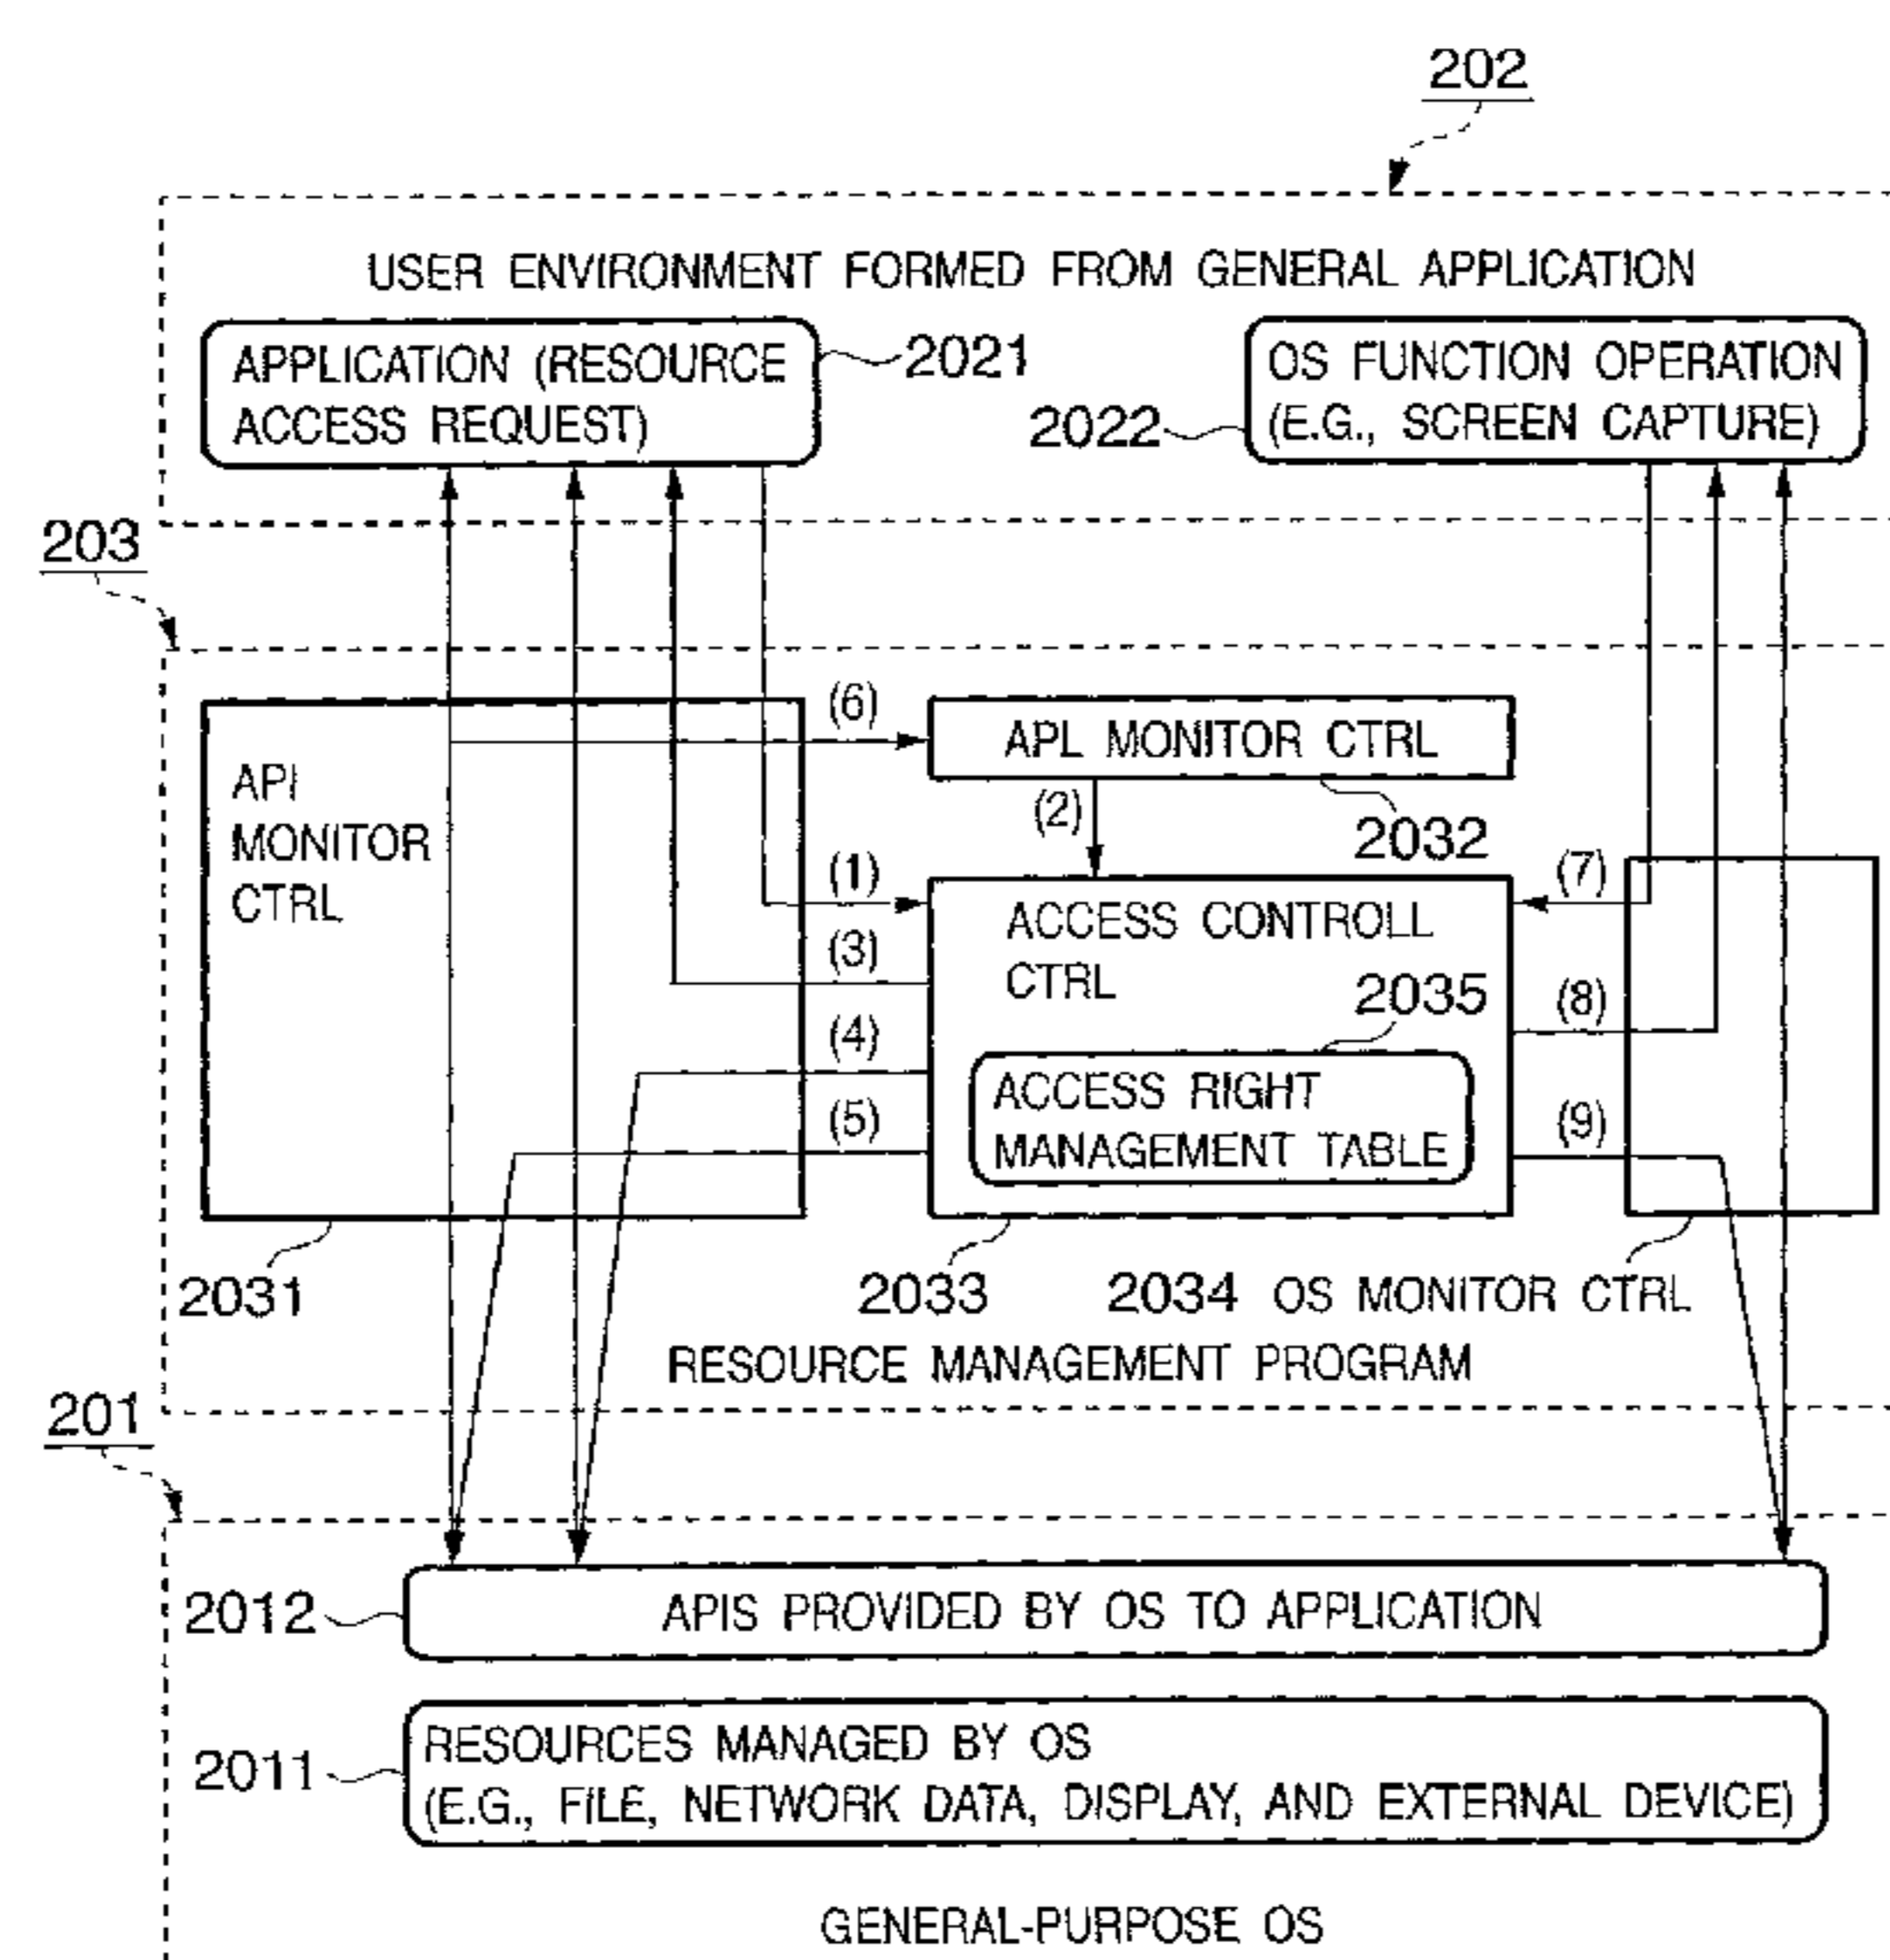 202
USER ENVIRONMENT FORMED FROM GENERAL APPLICATION
APPLICATION (RESOURCE
ACCESS REQUEST)
2021
OS FUNCTION OPERATION
(E.G., SCREEN CAPTURE)
2022
203
API
MONITOR
CTRL
(6)
APL MONITOR CTRL
(2)
2032
(1)
(7)
ACCESS CONTROLL
CTRL
(3)
2035
(8)
(4)
ACCESS RIGHT
MANAGEMENT TABLE
(5)
(9)
2031
2033
2034 OS MONITOR CTRL
RESOURCE MANAGEMENT PROGRAM
201
2012
APIS PROVIDED BY OS TO APPLICATION
2011
RESOURCES MANAGED BY OS
(E.G., FILE, NETWORK DATA, DISPLAY, AND EXTERNAL DEVICE)
GENERAL-PURPOSE OS